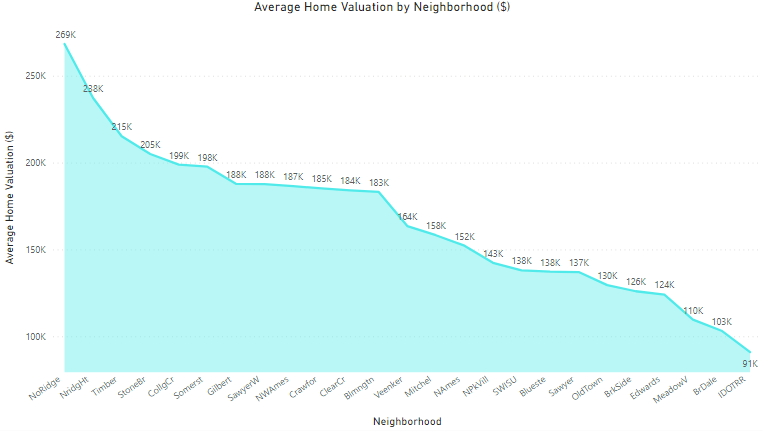 Average Home Valuation by Neighborhood ($)
269K
238K
215K
205K
199K
198K
188K
188K
187K
185K
184K
183K
164K
158K
152K
143K
138K
138K
137K
130K
126K
124K
110K
103K
91K
250K
200K
150K
100K
Average Home Valuation ($)
NoRidge
NridgHt
Timber
StoneBr
CollgCr
Somerst
Gilbert
SawyerW
NWAmes
Crawfor
ClearCr
Blmngtn
Veenker
Mitchel
NAmes
NPkVill
SWISU
Blueste
Sawyer
OldTown
BrkSide
Edwards
MeadowV
BrDale
IDOTRR
Neighborhood